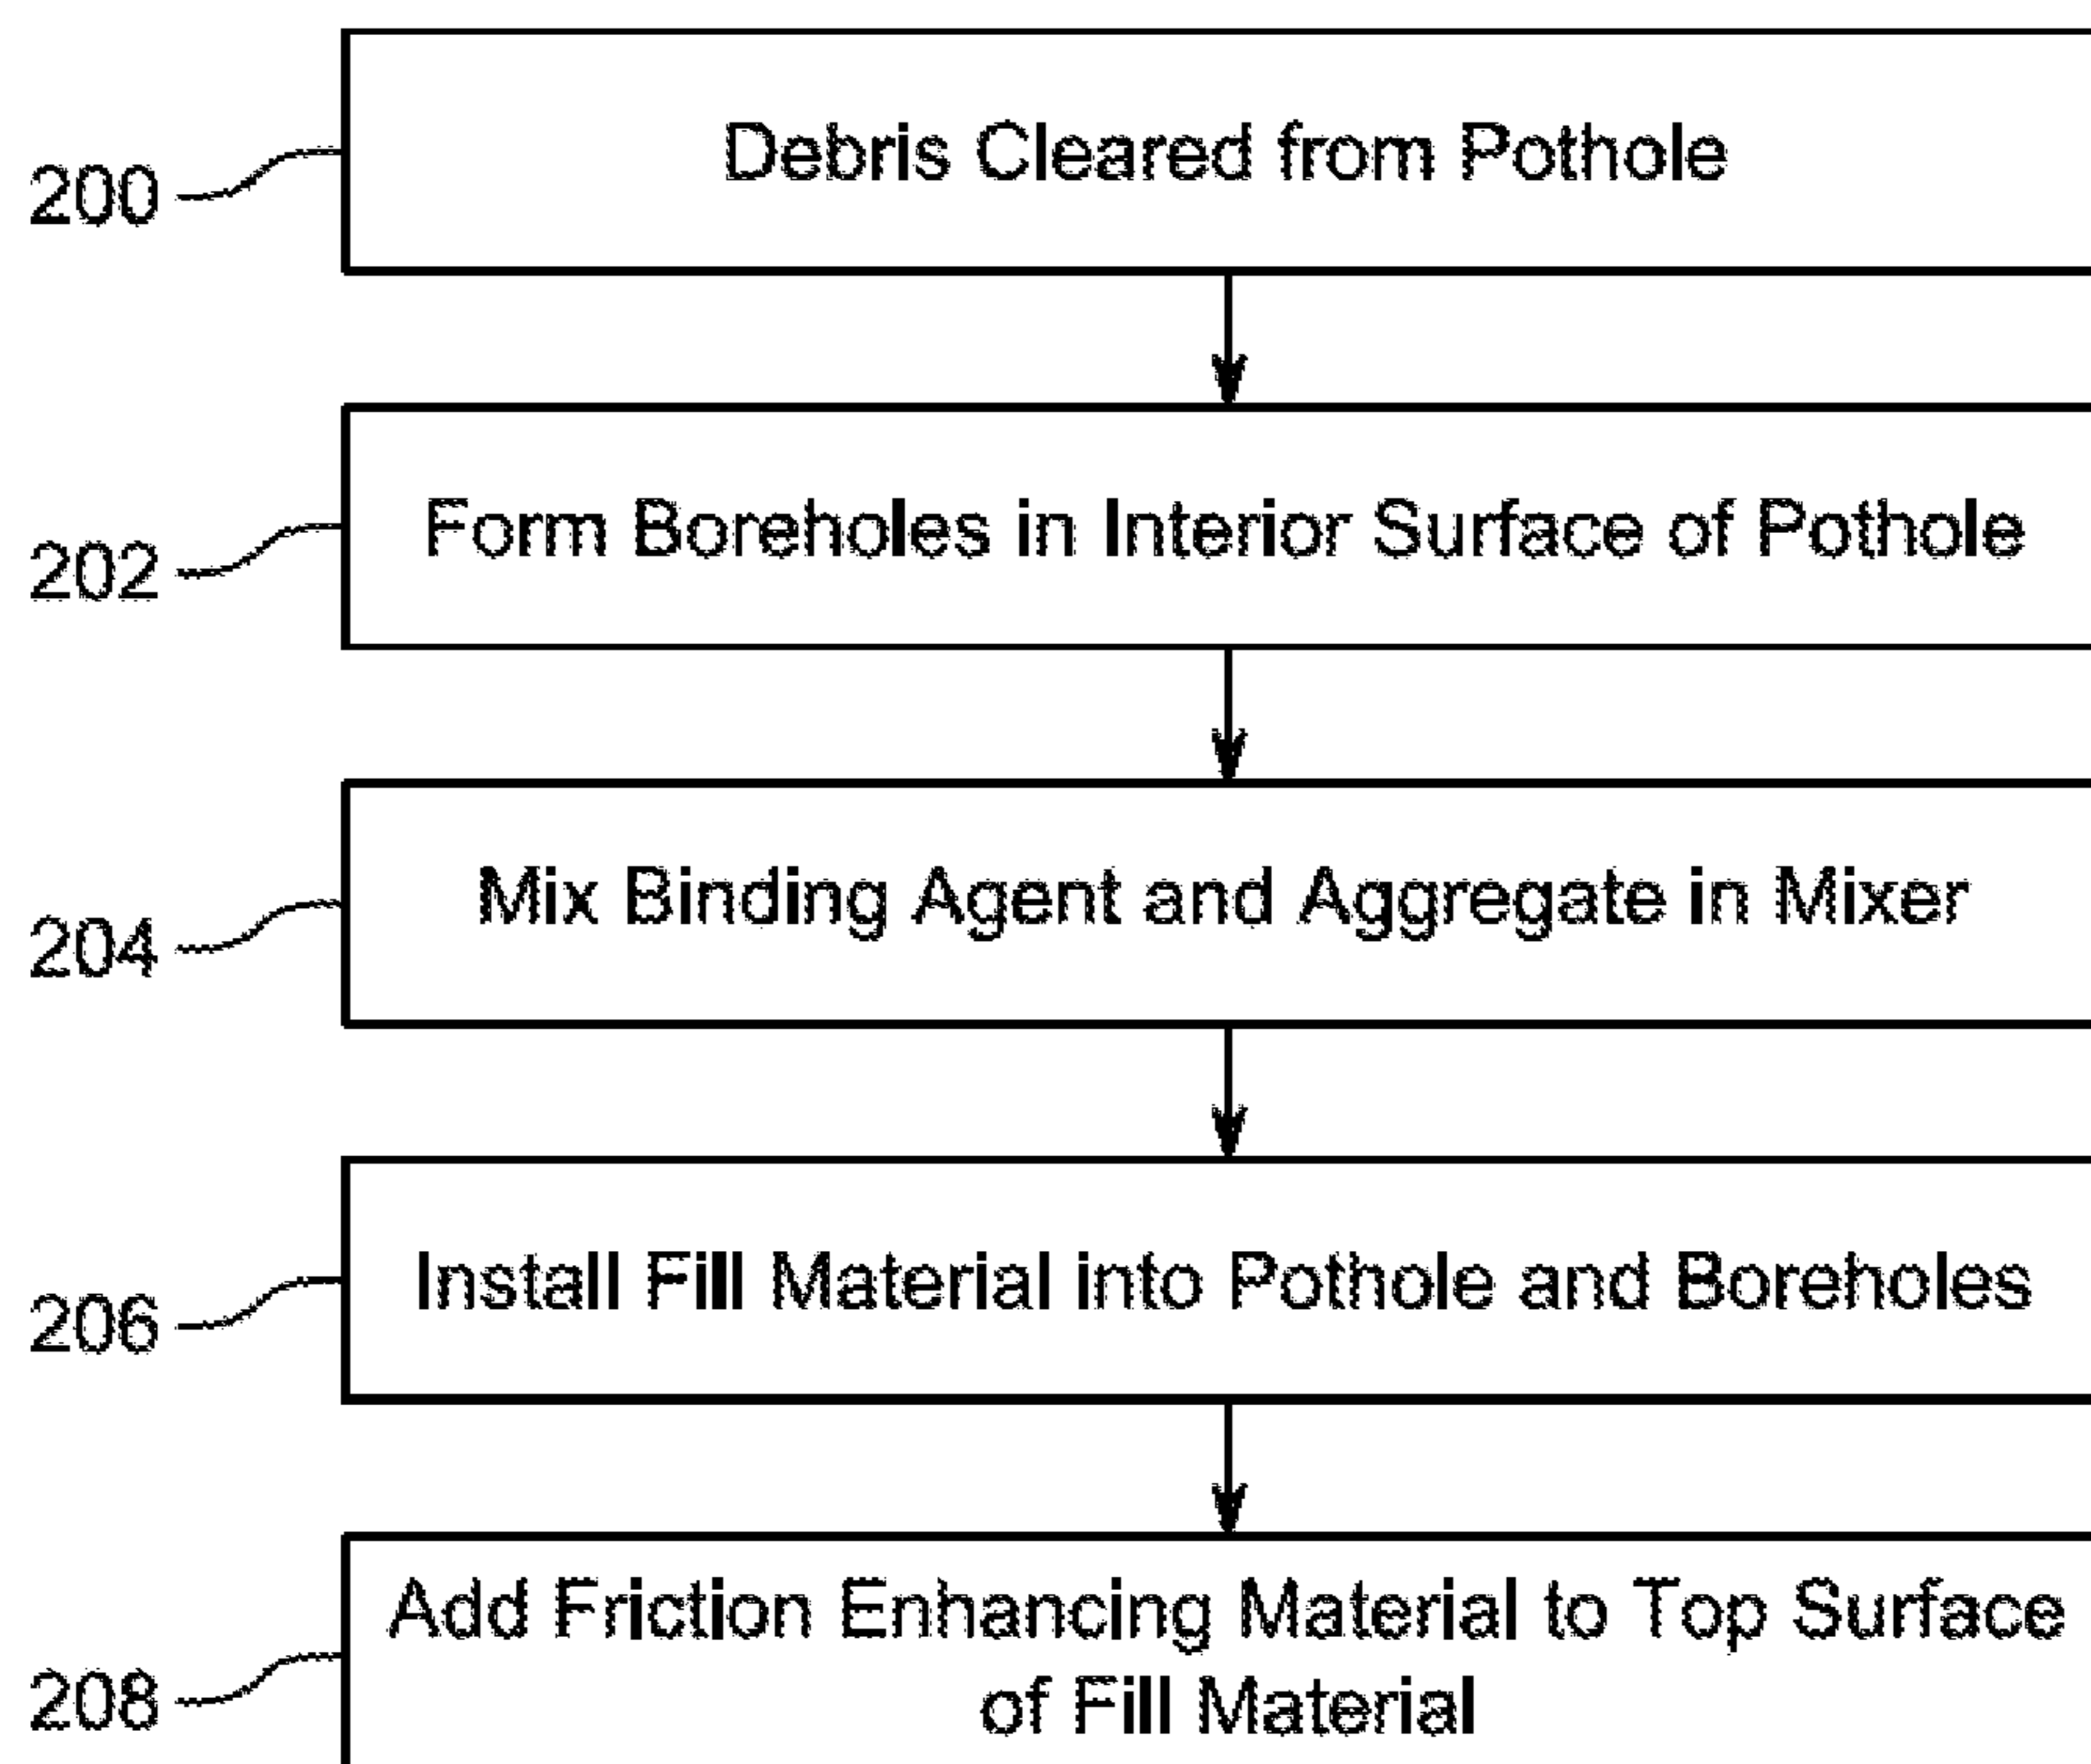 200
Debris Cleared from Pothole
202
Form Boreholes in Interior Surface of Pothole
204
Mix Binding Agent and Aggregate in Mixer
206
Install Fill Material into Pothole and Boreholes
208
Add Friction Enhancing Material to Top Surface
of Fill Material